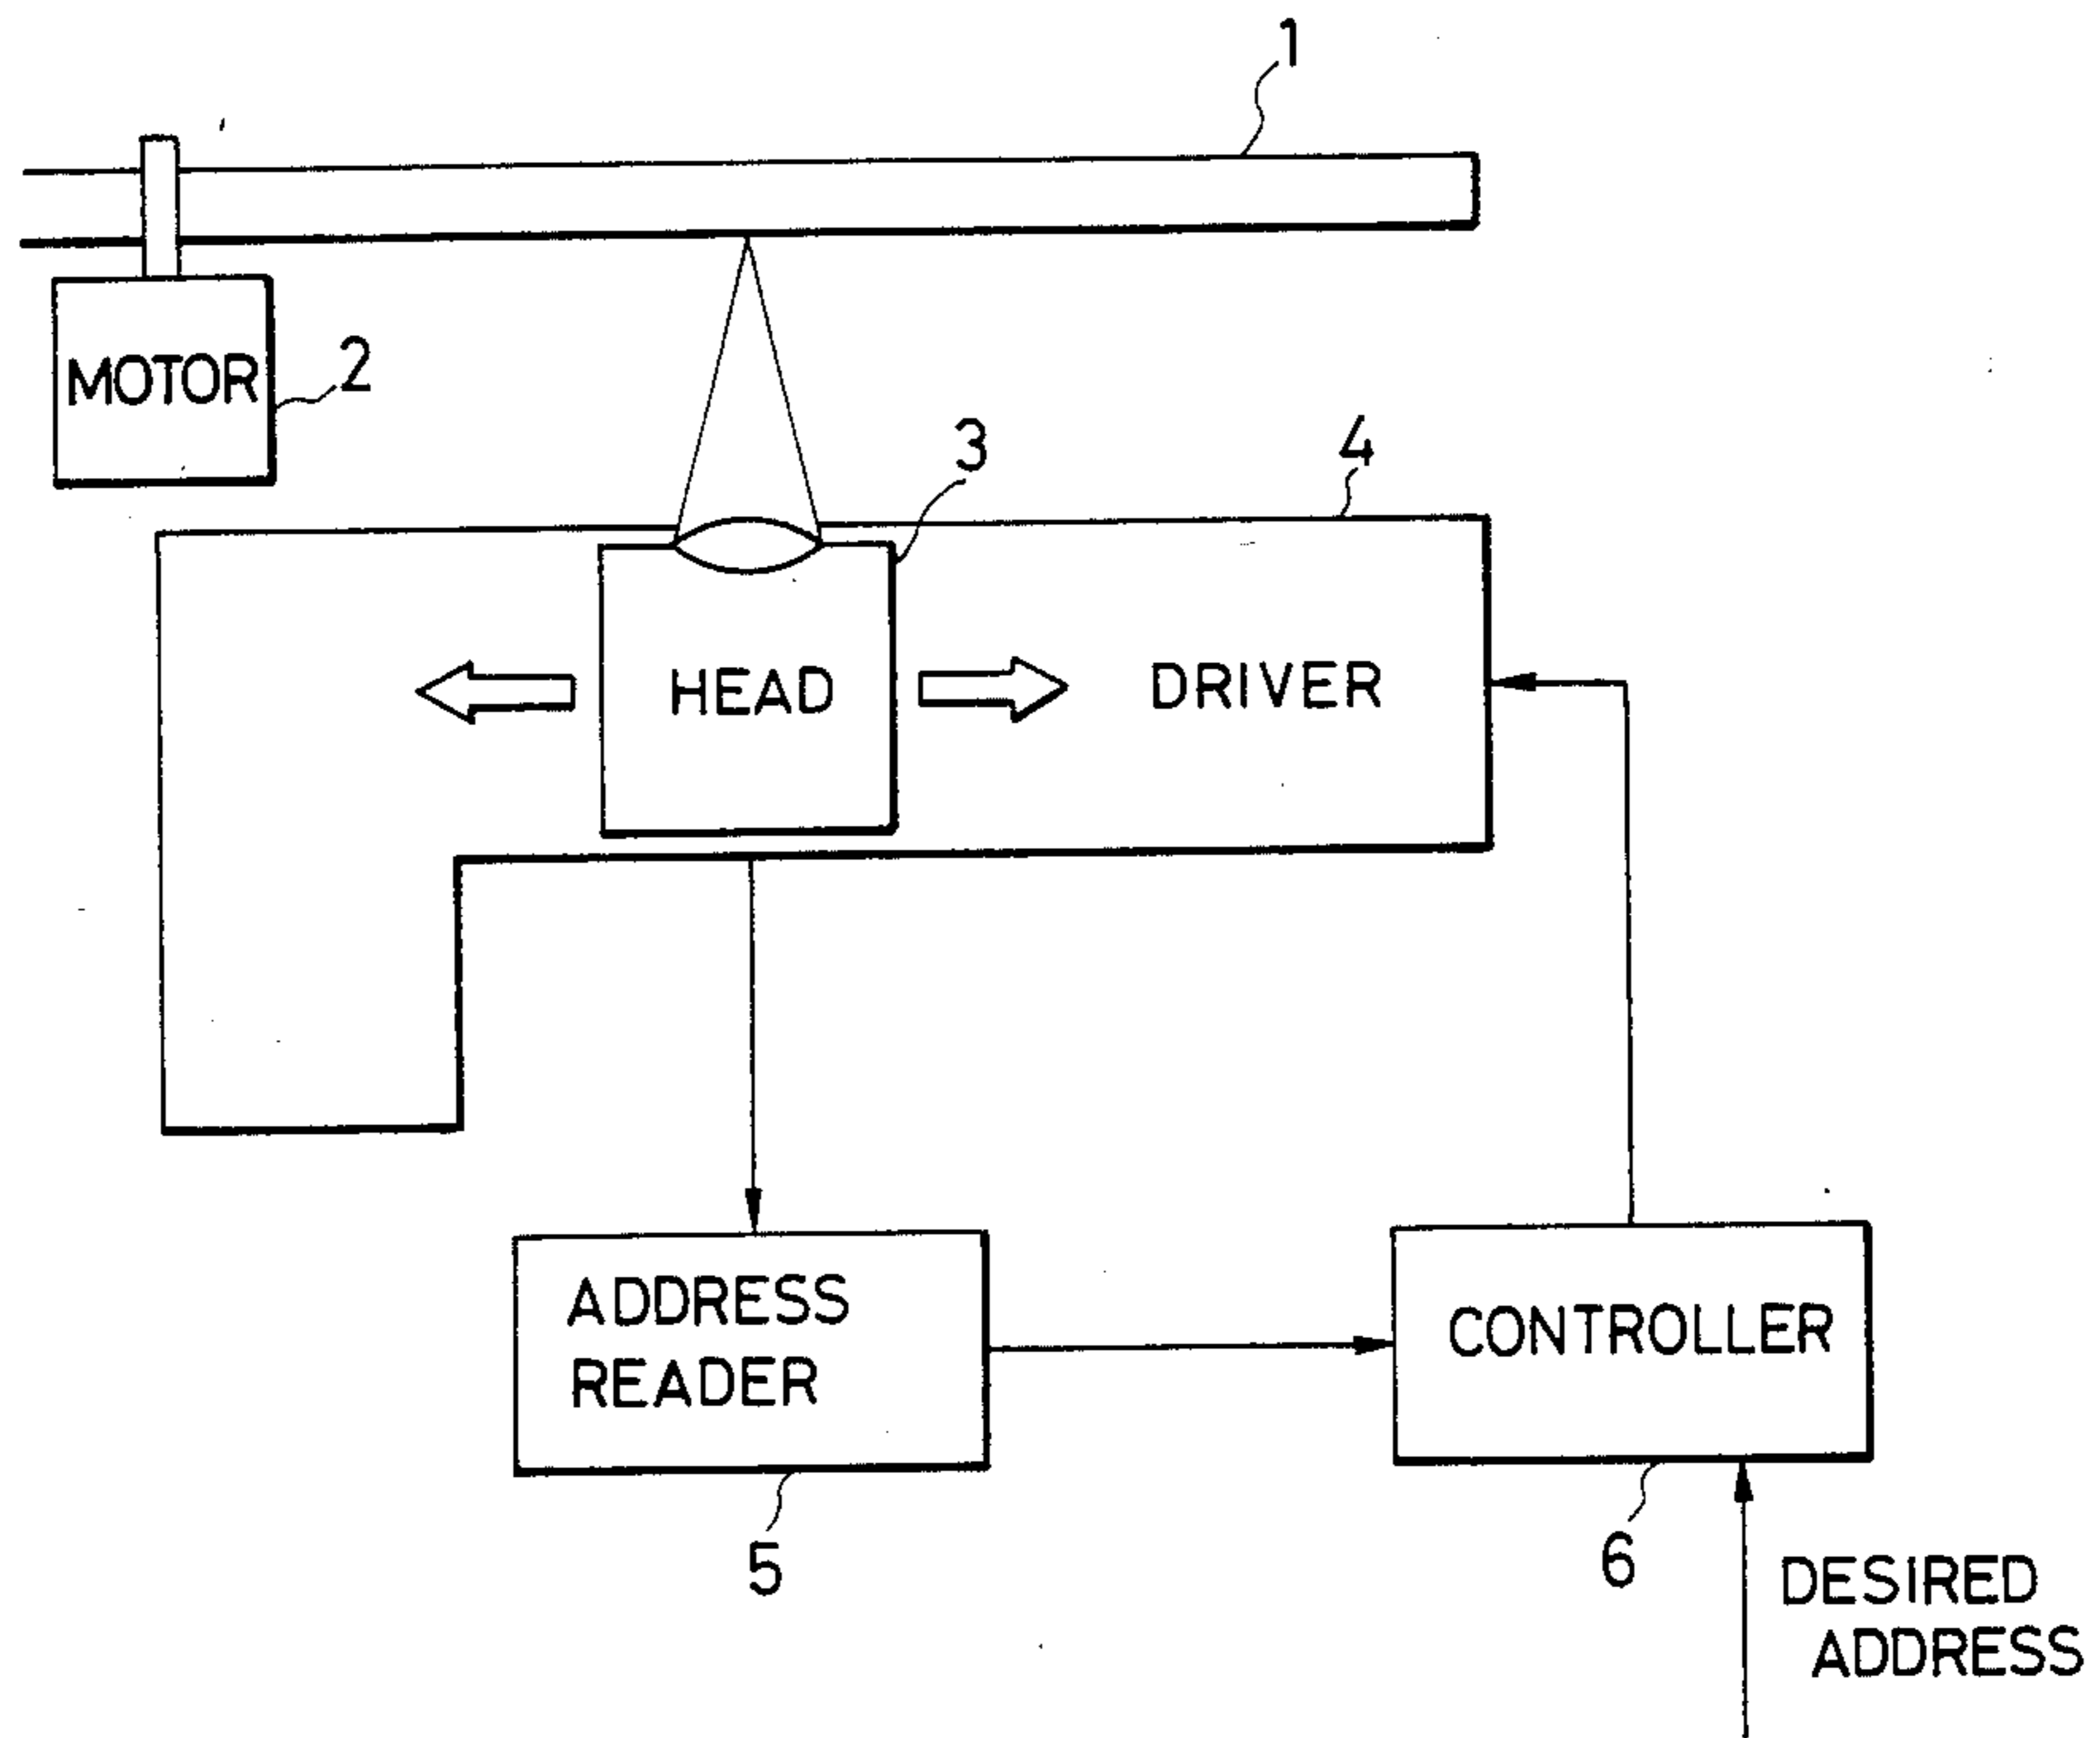 1
MOTOR
2
3
4
HEAD
DRIVER
ADDRESS
READER
CONTROLLER
5
6
DESIRED
ADDRESS